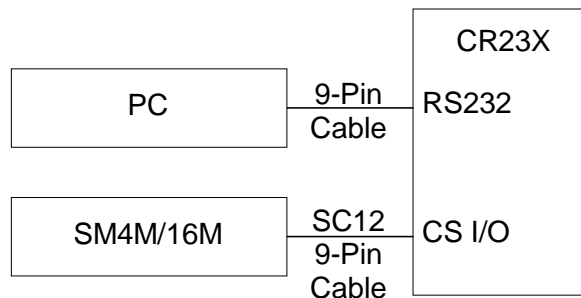 CR23X
PC
9-Pin
Cable
RS232
SM4M/16M
SC12
9-Pin
Cable
CS I/O